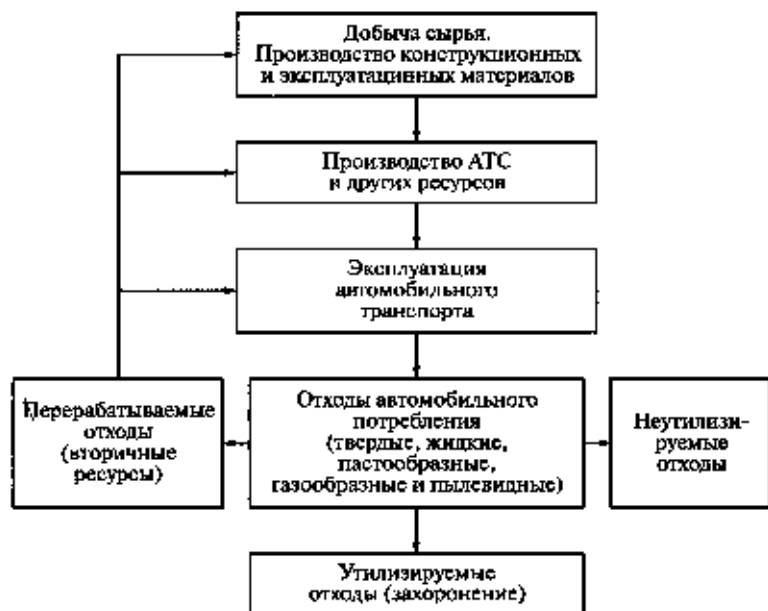 Добыча сырья.
Производство конструкционных
и эксплуатацинных материалов
Производство АТС
и других ресурсов
Эксплуатация
автомобильного
транспорта
Перерабатываемые
отходы
(вторичные
ресурсы)
Отходы автомобильного
потребления
(твердые, жидкие,
пастообразные,
газообразные и пылевидные)
Неутилизи-
руемые
отходы
Утилизируемые
отходы (захоронение)